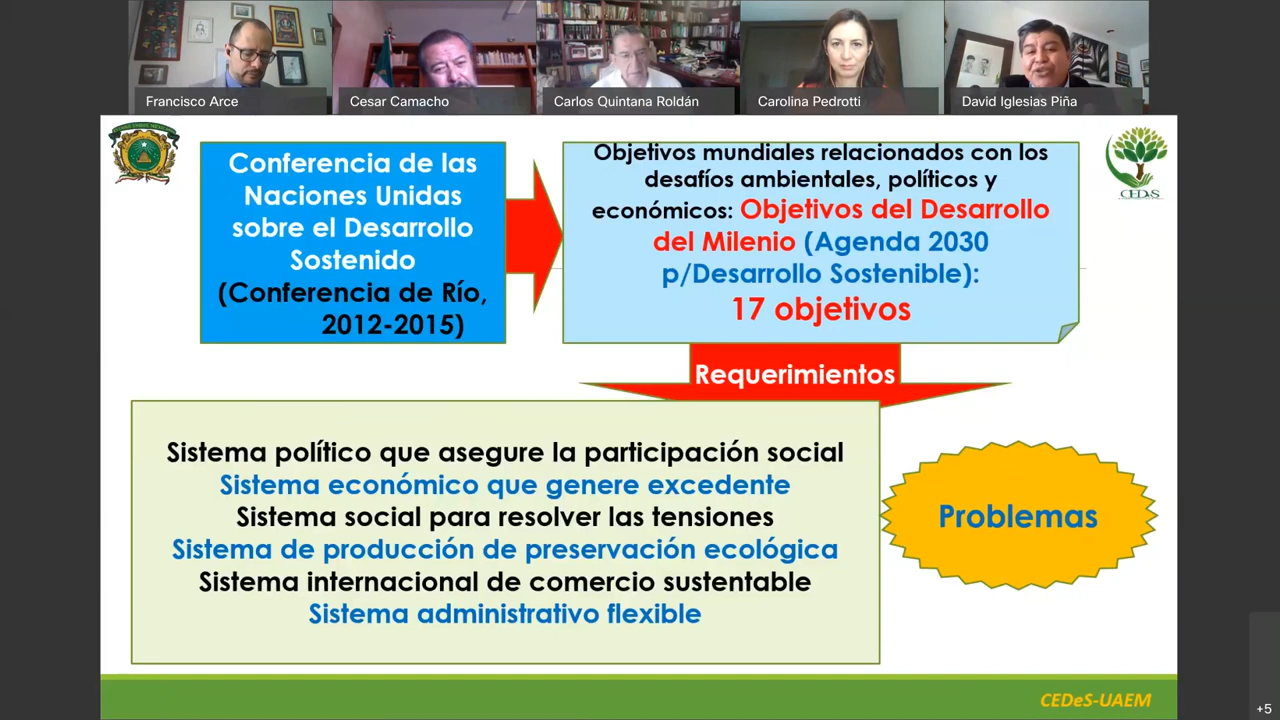 Francisco Arce
Cesar Camacho
Carlos Quintana Roldán
Carolina Pedrotti
David Iglesias Piña
Conferencia de las
Naciones Unidas
sobre el Desarrollo
Sostenido
(Conferencia de Río,
2012-2015)
Objetivos mundiales relacionados con los
desafíos ambientales, políticos y
económicos: Objetivos del Desarrollo
del Milenio (Agenda 2030
p/Desarrollo Sostenible):
17 objetivos
CEDeS
Requerimientos
Sistema político que asegure la participación social
Sistema económico que genere excedente
Sistema social para resolver las tensiones
Sistema de producción de preservación ecológica
Sistema internacional de comercio sustentable
Sistema administrativo flexible
Problemas
CEDeS-UAEM
+5